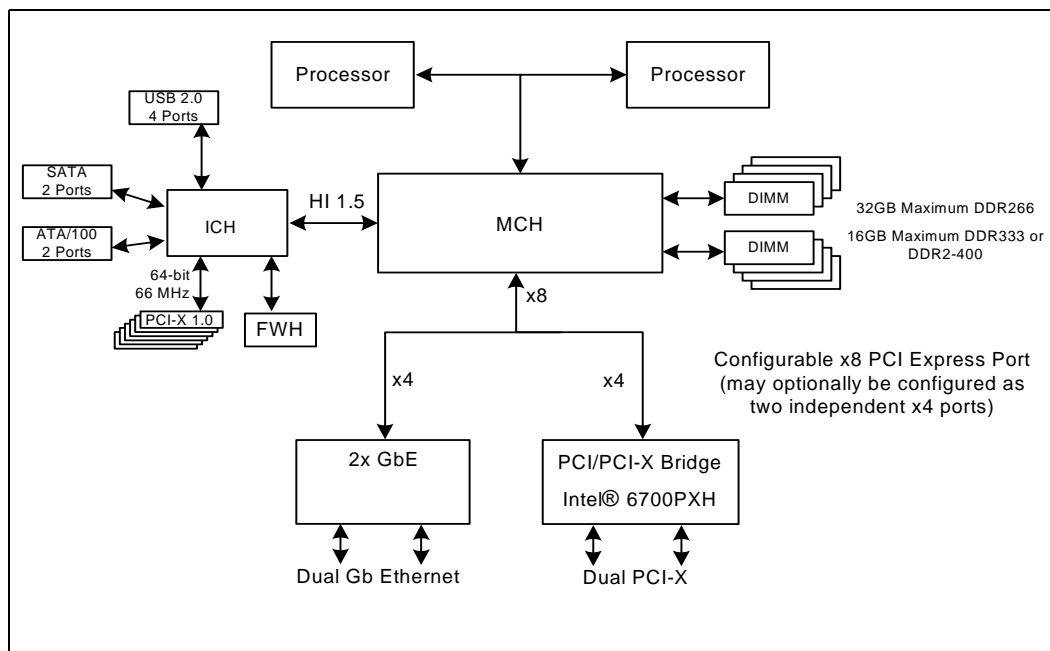 Processor
Processor
USB 2.0
4 Ports
SATA
2 Ports
ATA/100
2 Ports
ICH
HI 1.5
MCH
DIMM
DIMM
32GB Maximum DDR266
16GB Maximum DDR333 or
DDR2-400
64-bit
66 MHz
PCI-X 1.0
FWH
x8
x4
x4
Configurable x8 PCI Express Port
(may optionally be configured as
two independent x4 ports)
2x GbE
PCI/PCI-X Bridge
Intel® 6700PXH
Dual Gb Ethernet
Dual PCI-X